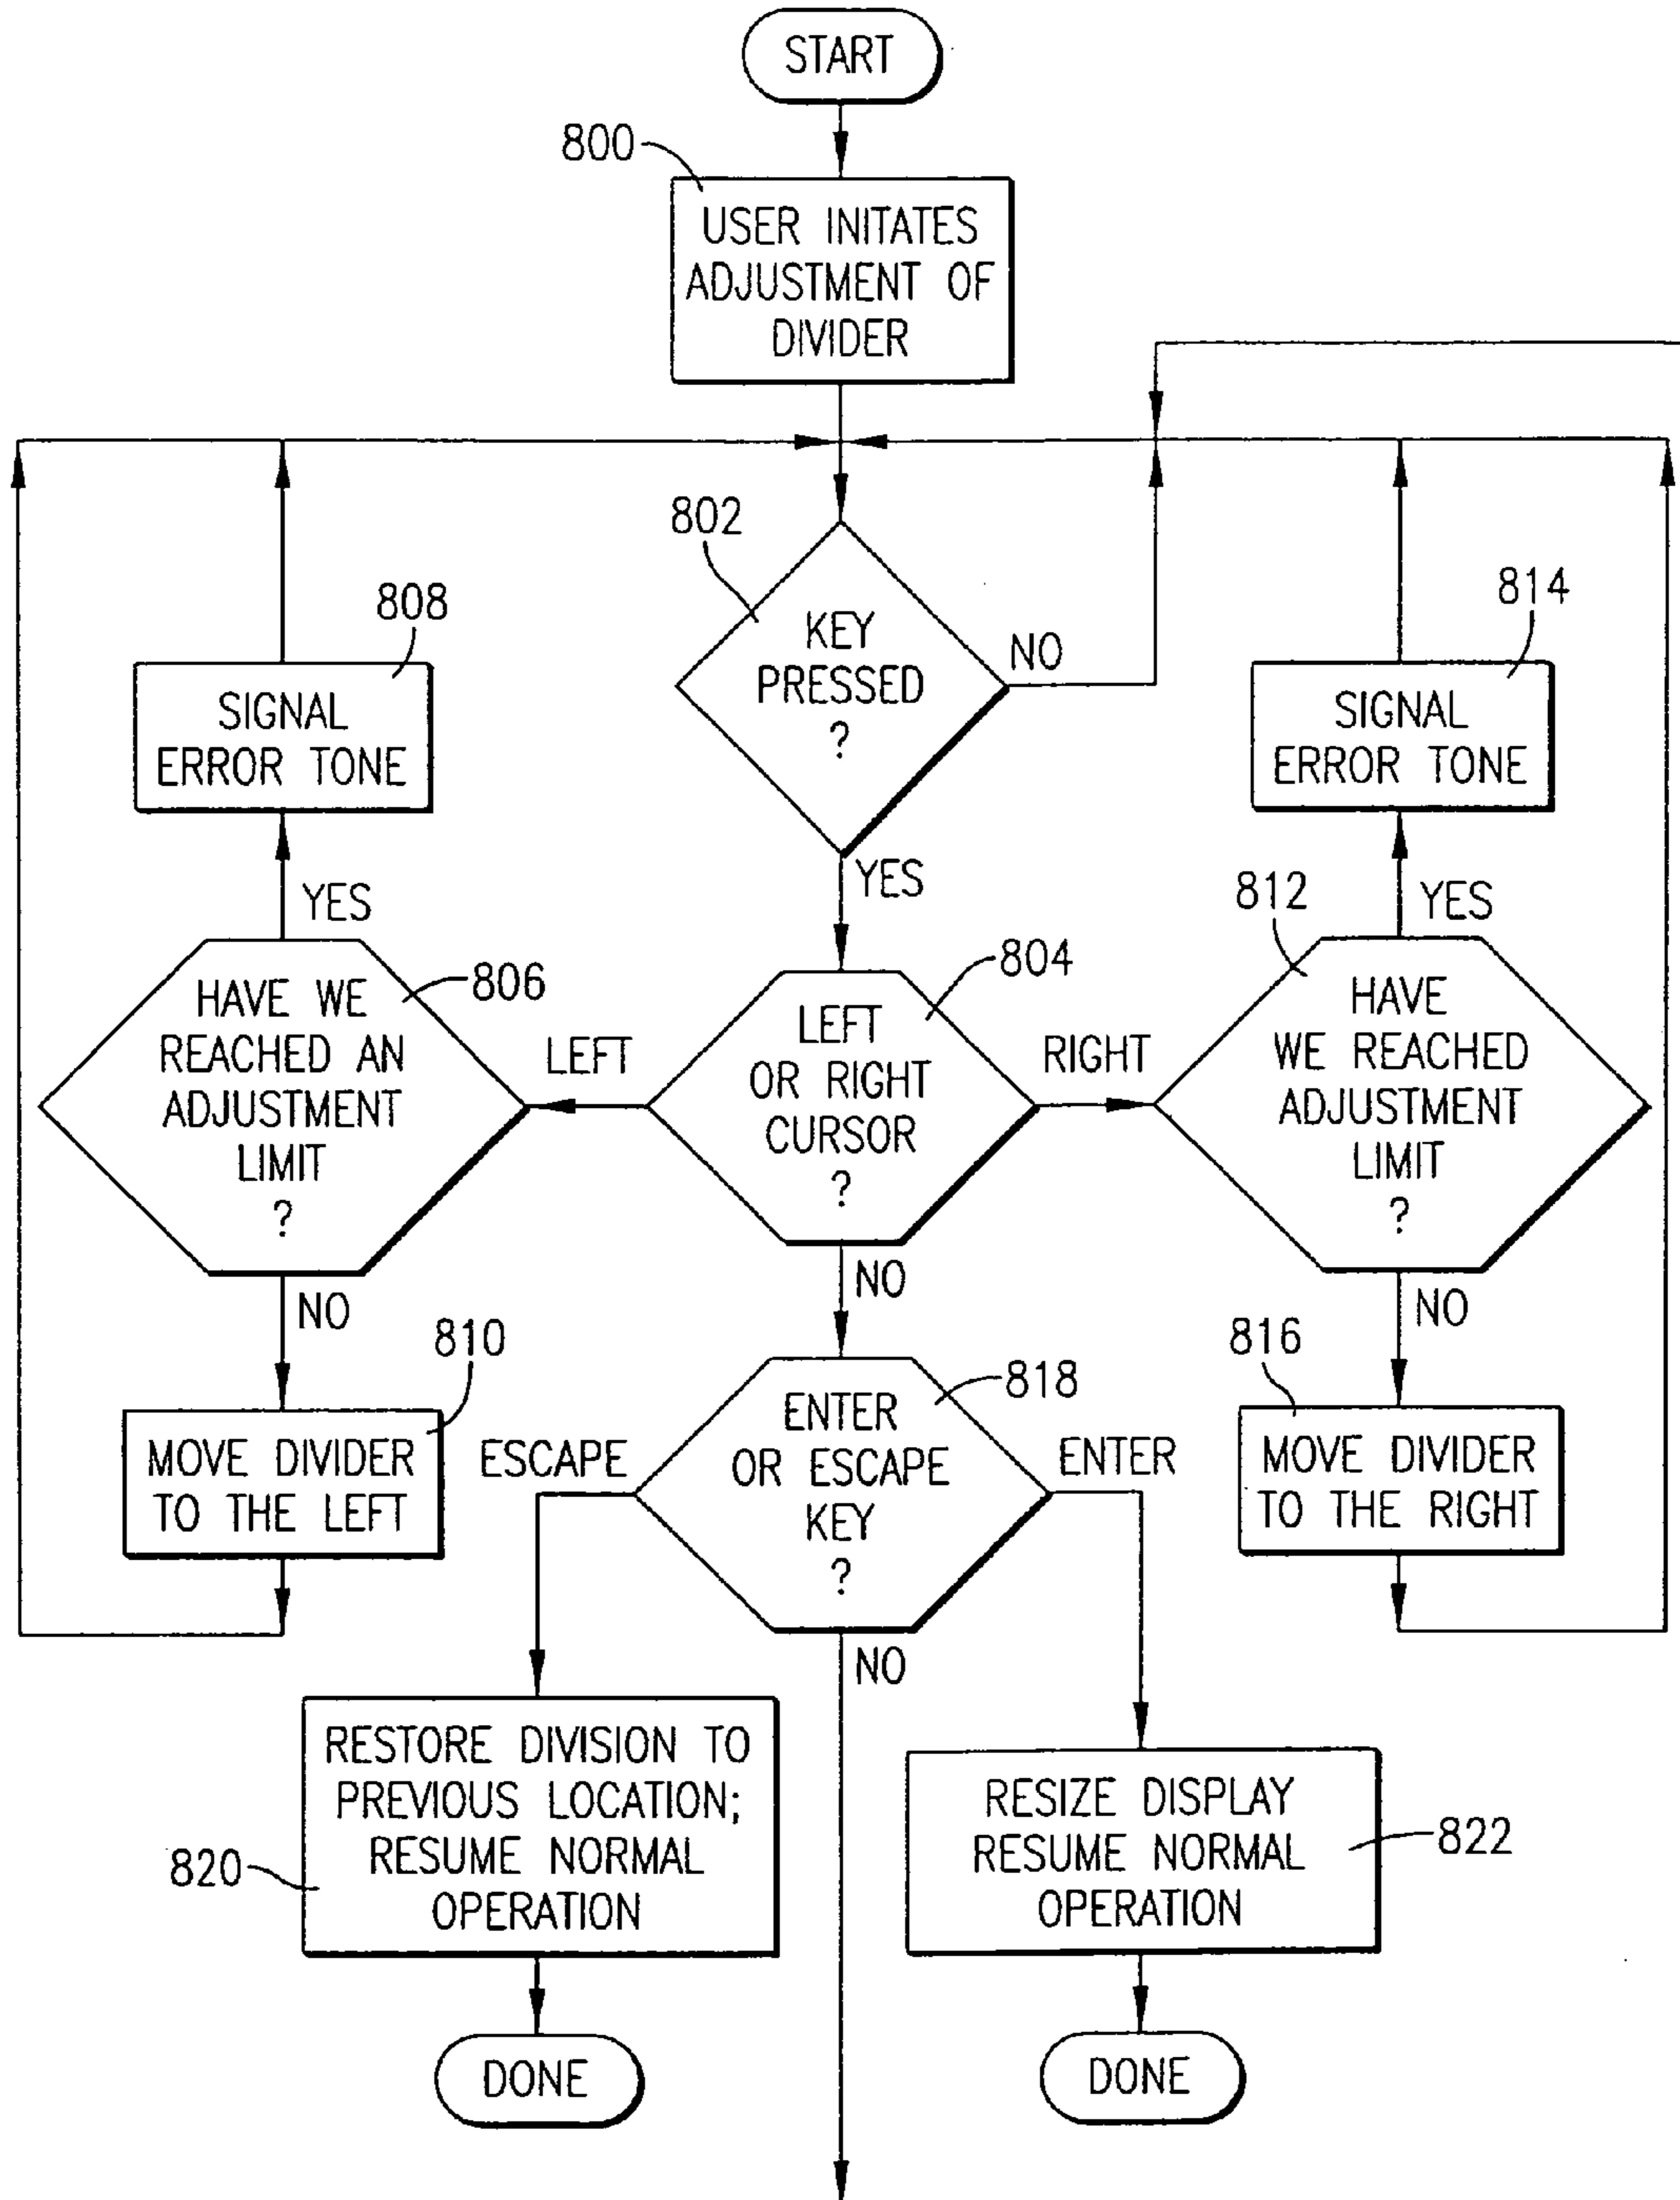 START
800
USER INITATES
ADJUSTMENT OF
DIVIDER
802
KEY
PRESSED
?
NO
YES
808
SIGNAL
ERROR TONE
814
SIGNAL
ERROR TONE
YES
806
HAVE WE
REACHED AN
ADJUSTMENT
LIMIT
?
NO
LEFT
804
LEFT
OR RIGHT
CURSOR
?
RIGHT
NO
812
YES
HAVE
WE REACHED
ADJUSTMENT
LIMIT
?
NO
810
MOVE DIVIDER
TO THE LEFT
818
ENTER
OR ESCAPE
KEY
?
ESCAPE
ENTER
NO
816
MOVE DIVIDER
TO THE RIGHT
RESTORE DIVISION TO
PREVIOUS LOCATION;
RESUME NORMAL
OPERATION
820
RESIZE DISPLAY
RESUME NORMAL
OPERATION
822
DONE
DONE